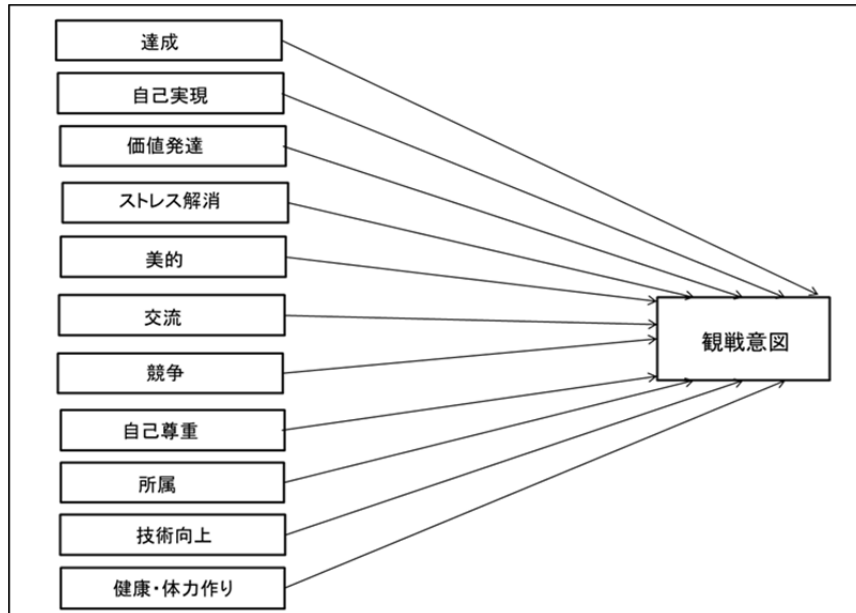 達成
自己実現
価値発達
ストレス解消
美的
交流
競争
自己尊重
所属
技術向上
健康・体力作り
観戦意図